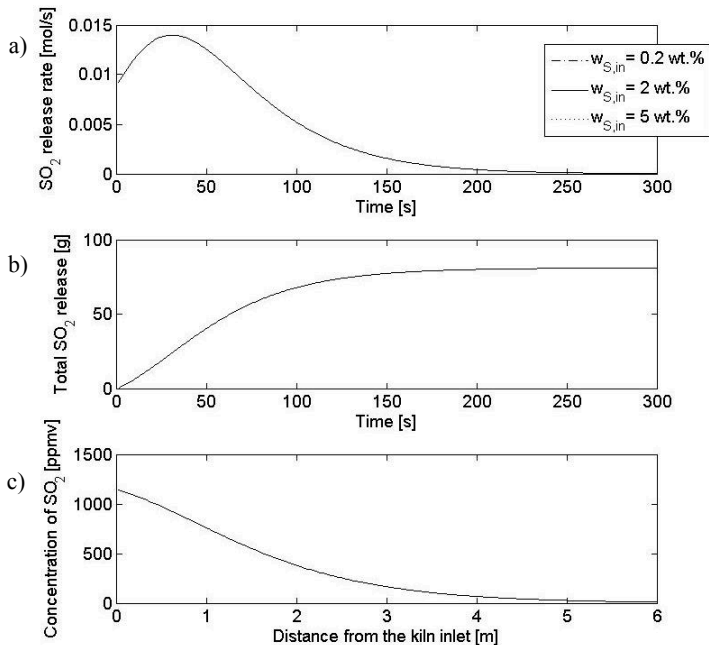 a)
SO2 release rate [mol/s]
0.015
0.01
0.005
0
0 50 100 150 200 250 300
Time [s]
wS,in= 0.2 wt.%
wS,in= 2 wt.%
wS,in= 5 wt.%
b)
Total SO2 release [g]
100
50
0
0 50 100 150 200 250 300
Time [s]
c)
Concentration of SO2 [ppmv]
1500
1000
500
0
0 1 2 3 4 5 6
Distance from the kiln inlet [m]